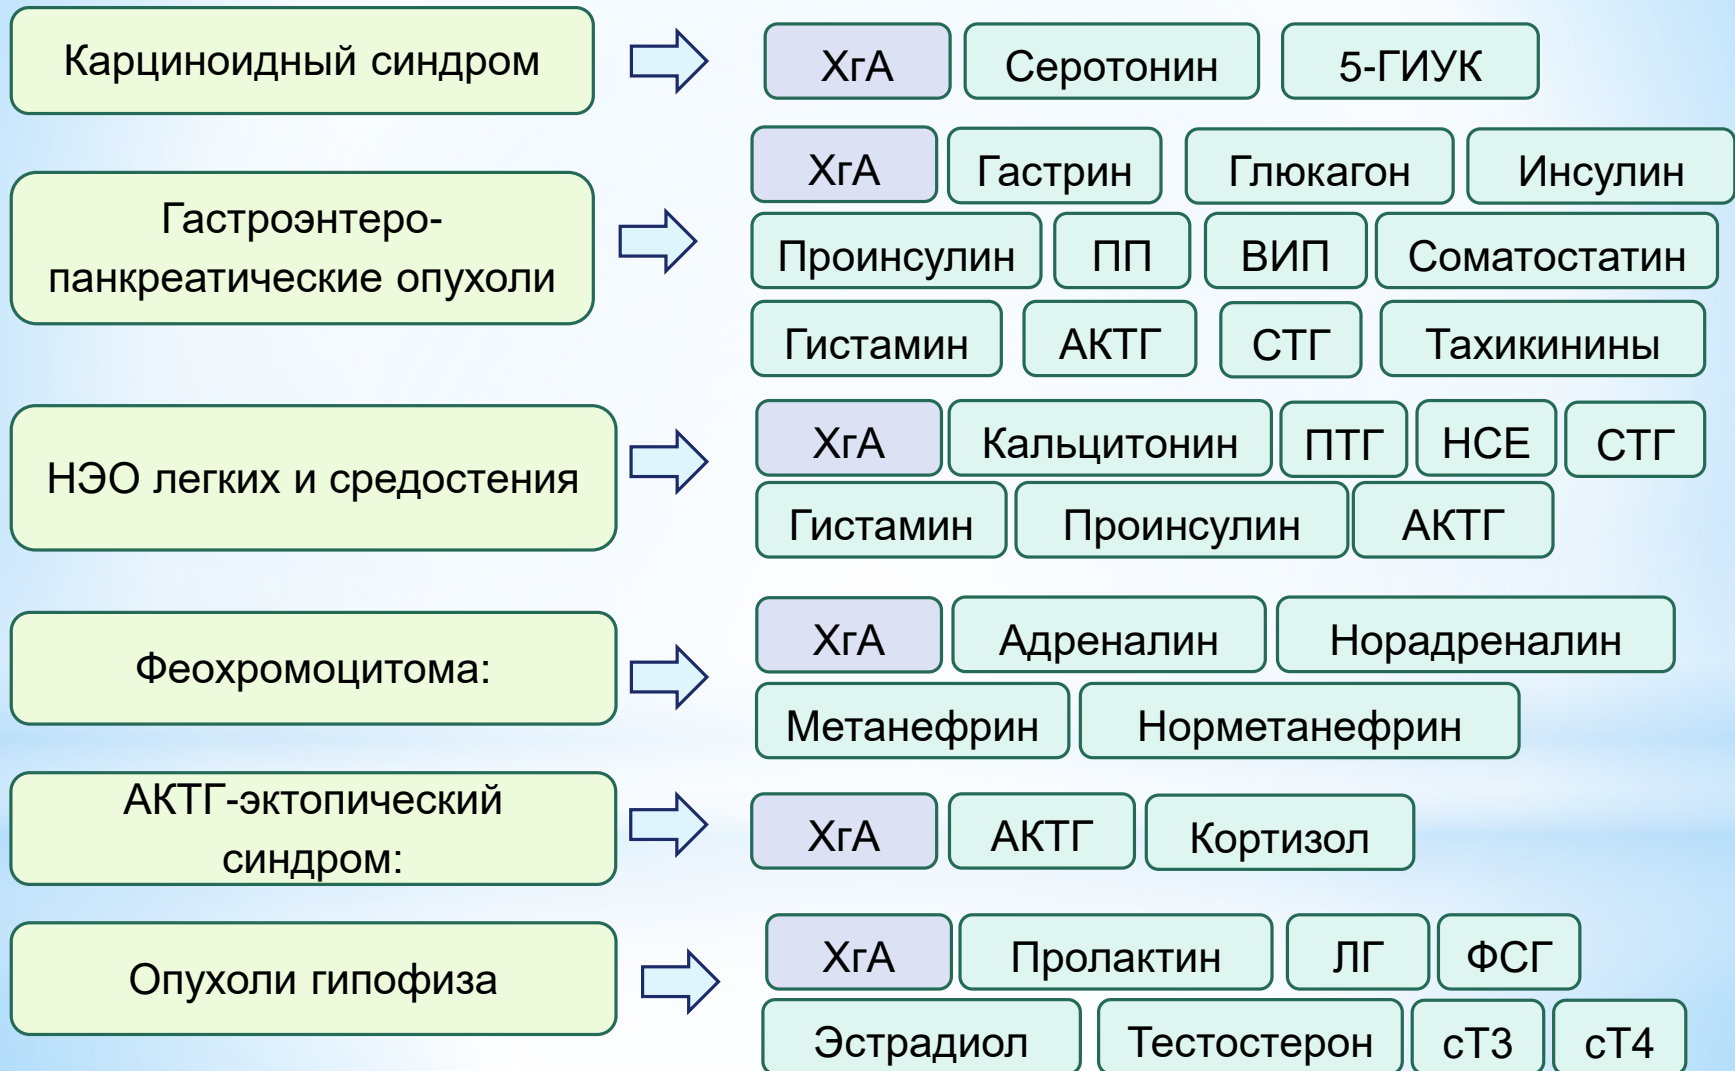 Карциноидный синдром
ХгА Серотонин 5-ГИУК
Гастроэнтеро-
панкреатические опухоли
ХгА Гастрин Глюкагон Инсулин
Проинсулин ПП ВИП Соматостатин
Гистамин АКТГ СТГ Тахикинины
НЭО легких и средостения
ХгА Кальцитонин ПТГ НСЕ СТГ
Гистамин Проинсулин АКТГ
Феохромоцитома:
ХгА Адреналин Норадреналин
Метанефрин Норметанефрин
АКТГ-эктопический
синдром:
ХгА АКТГ Кортизол
Опухоли гипофиза
ХгА Пролактин ЛГ ФСГ
Эстрадиол Тестостерон сТ3 сТ4